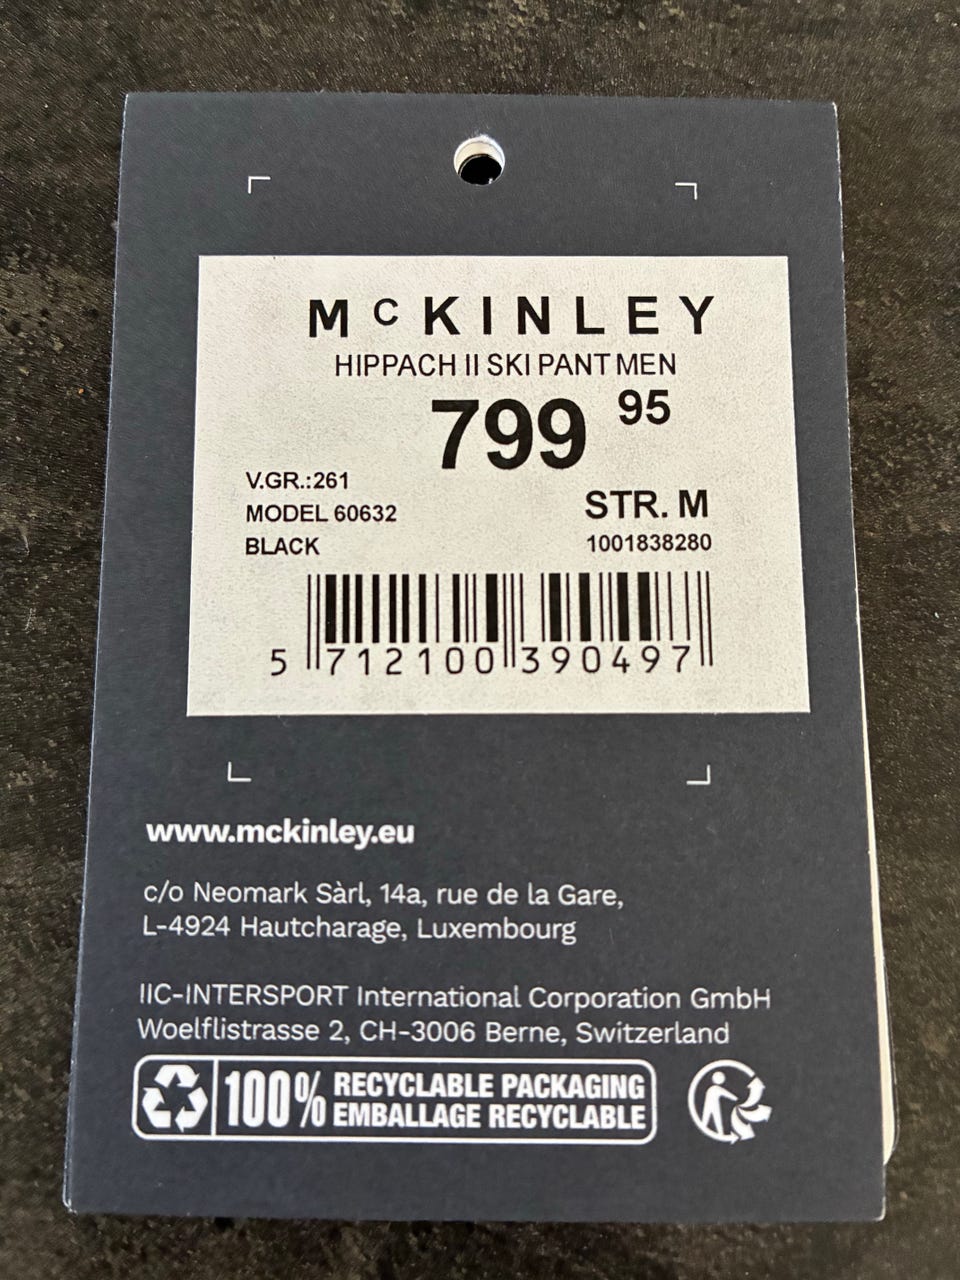 McKINLEY
HIPPACH II SKI PANT MEN
799 95
V.GR.:261
MODEL 60632
BLACK
STR. M
1001838280
5 712100 390497
www.mckinley.eu
c/o Neomark Sàrl, 14a, rue de la Gare,
L-4924 Hautcharage, Luxembourg
IIC-INTERSPORT International Corporation GmbH
Woelflistrasse 2, CH-3006 Berne, Switzerland
100% RECYCLABLE PACKAGING
EMBALLAGE RECYCLABLE